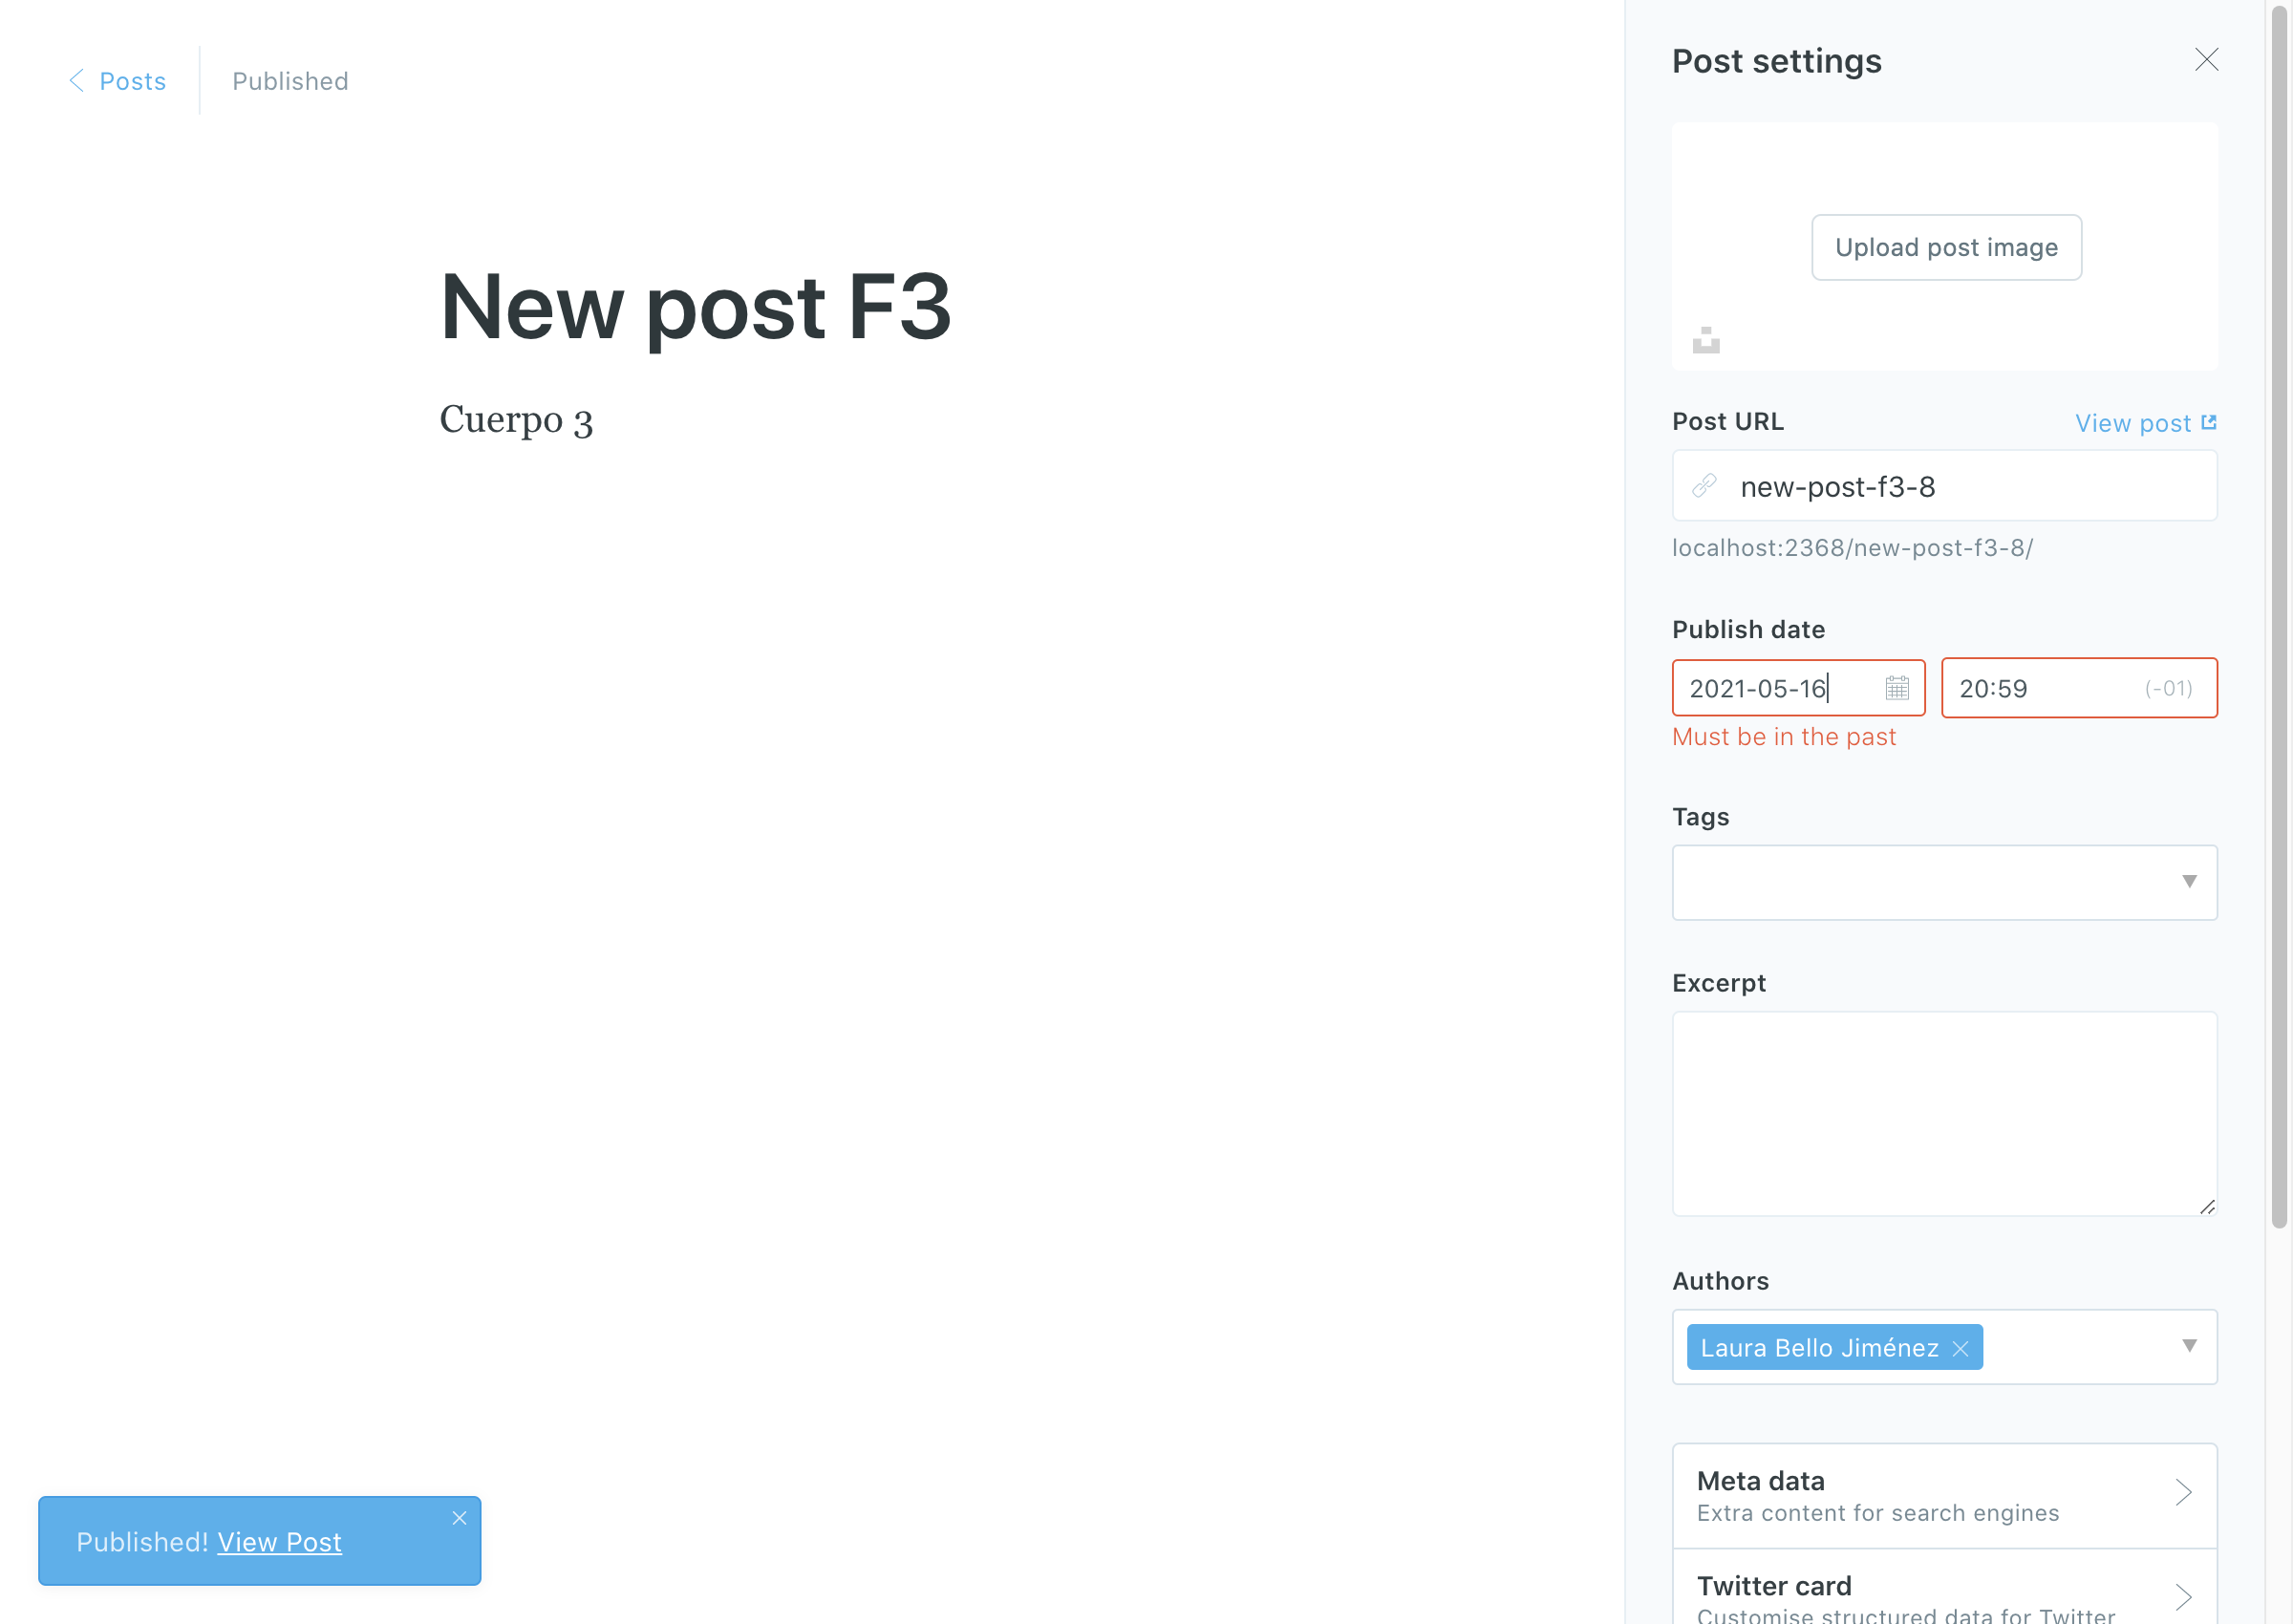 Posts
Published
New post F3
Cuerpo 3
Published! View Post
Post settings
Upload post image
Post URL
View post
new-post-f3-8
localhost:2368/new-post-f3-8/
Publish date
2021-05-16
20:59
(-01)
Must be in the past
Tags
Excerpt
Authors
Laura Bello Jiménez
Meta data
Extra content for search engines
Twitter card
Customise structured data for Twitter